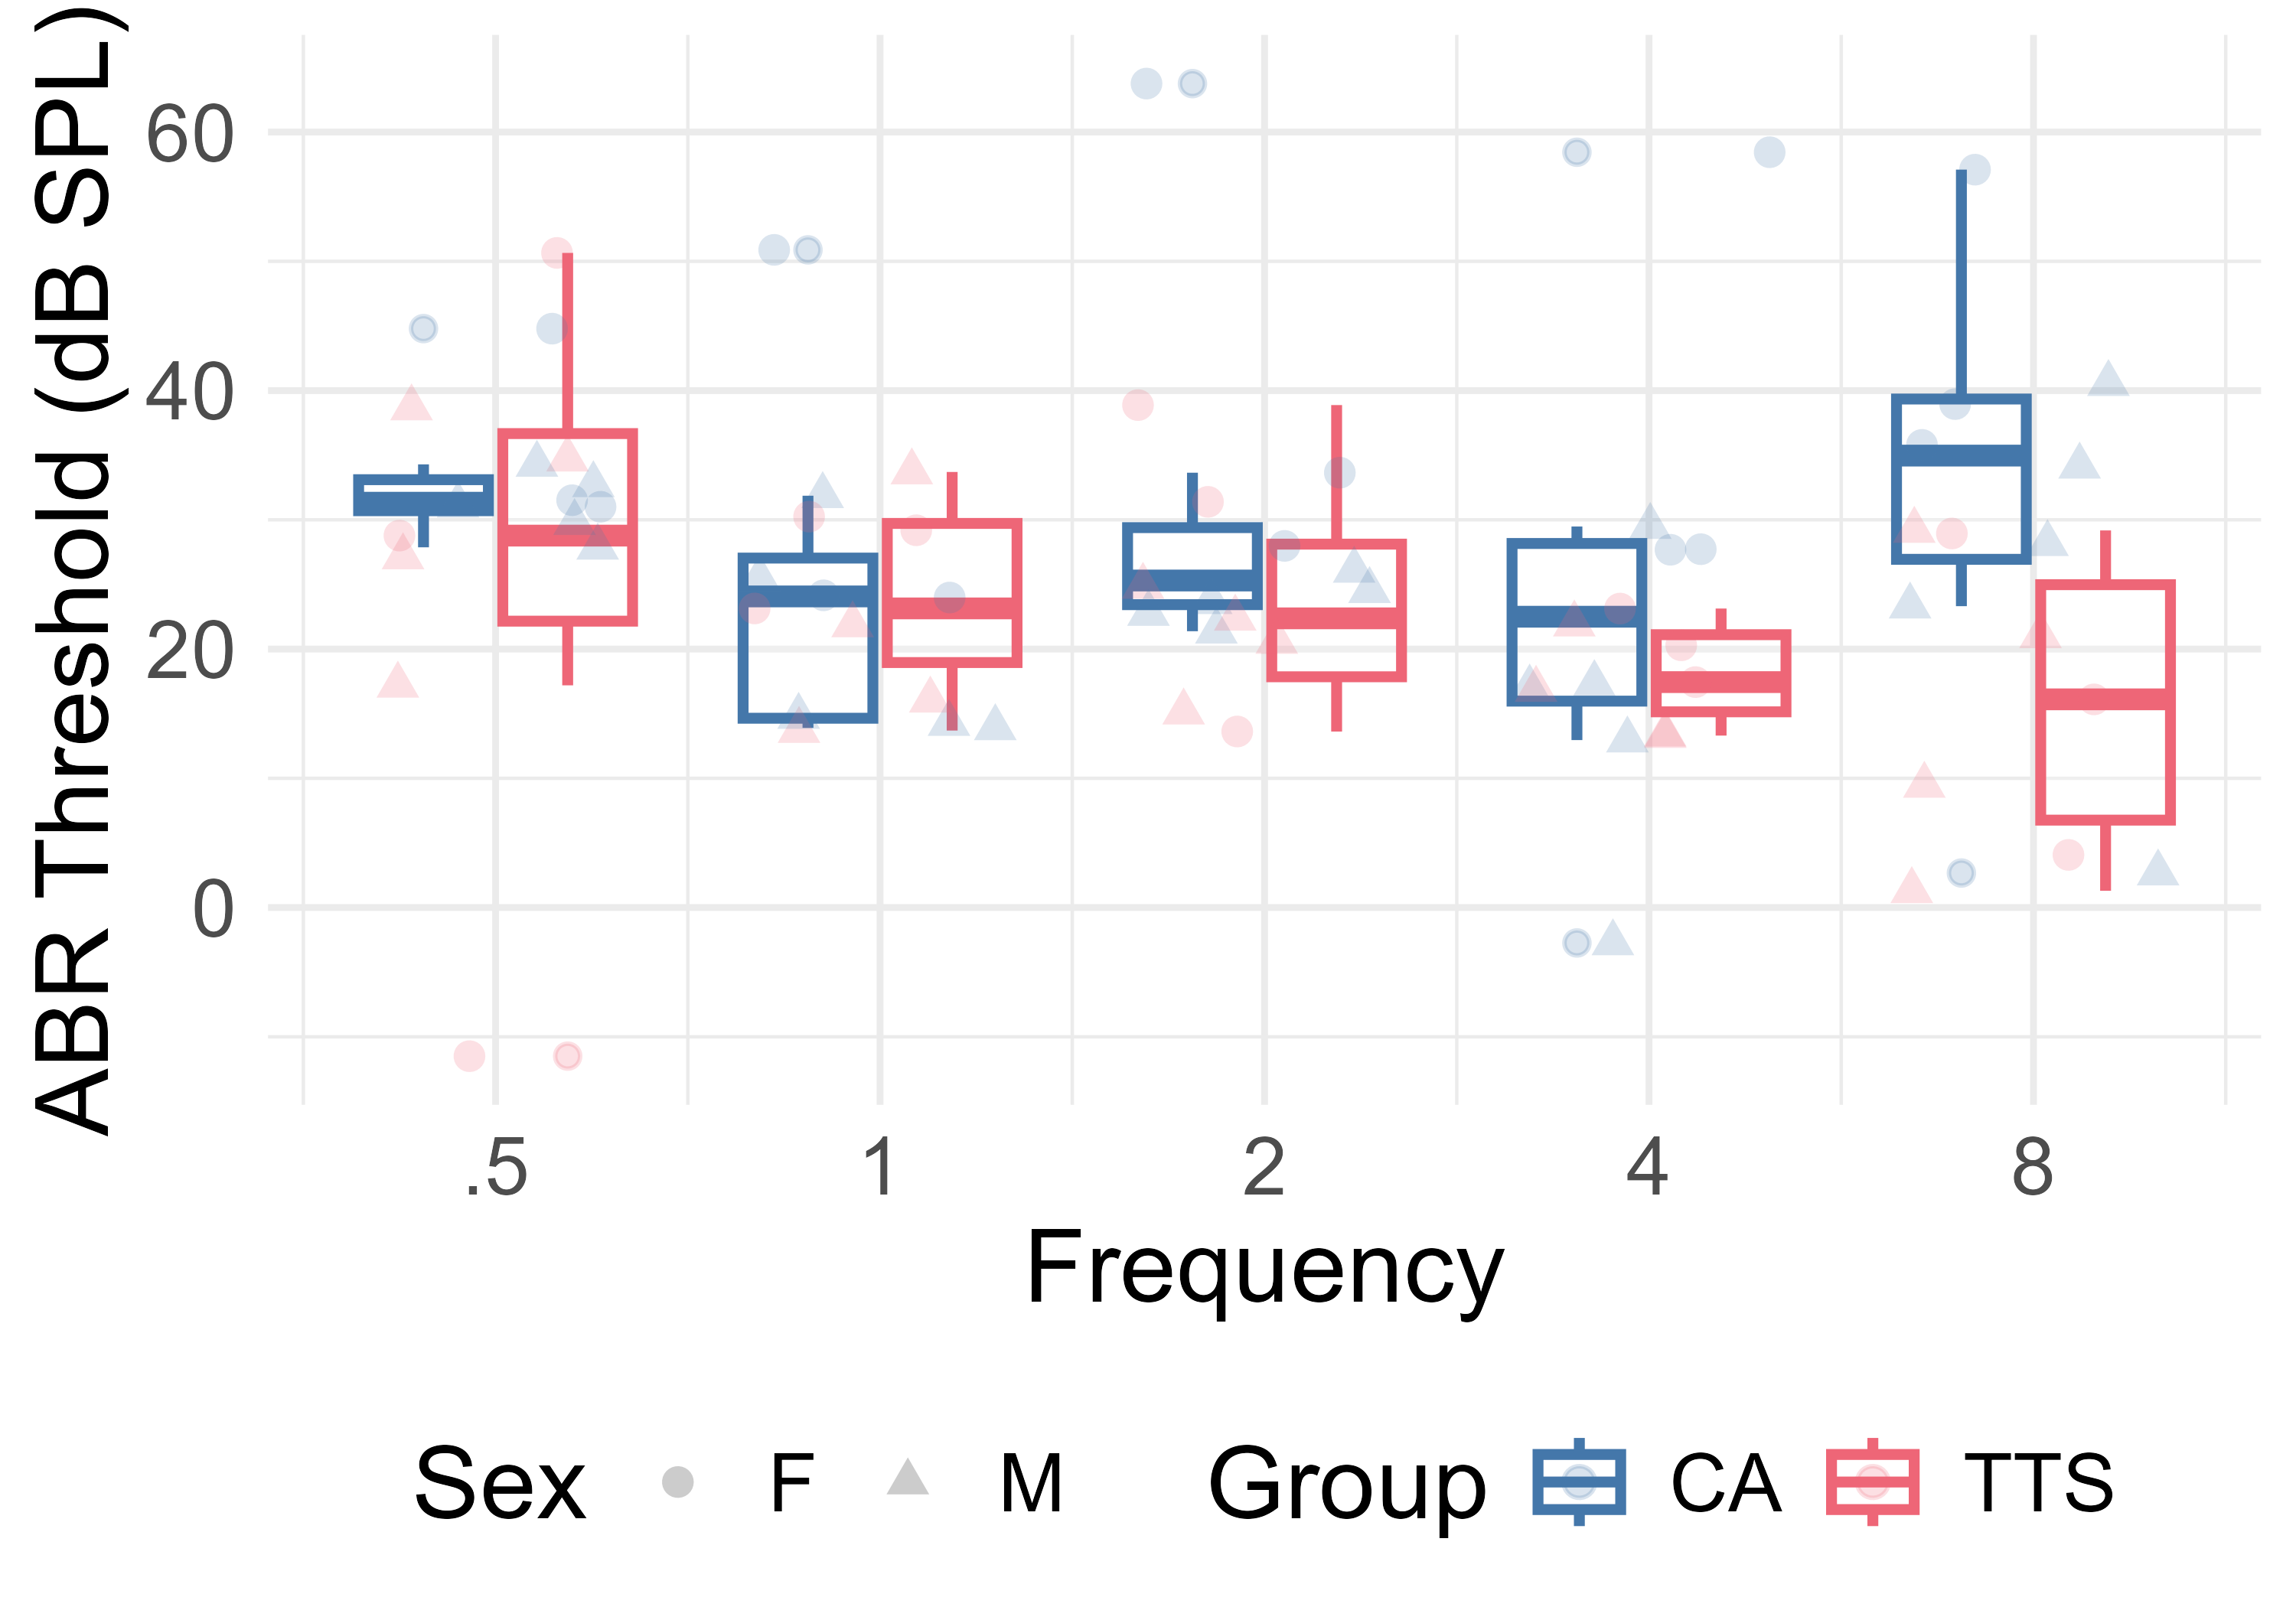 ABR Threshold (dB SPL)
60
40
20
0
.5 1 2 4 8
Frequency
Sex F M Group CA TTS